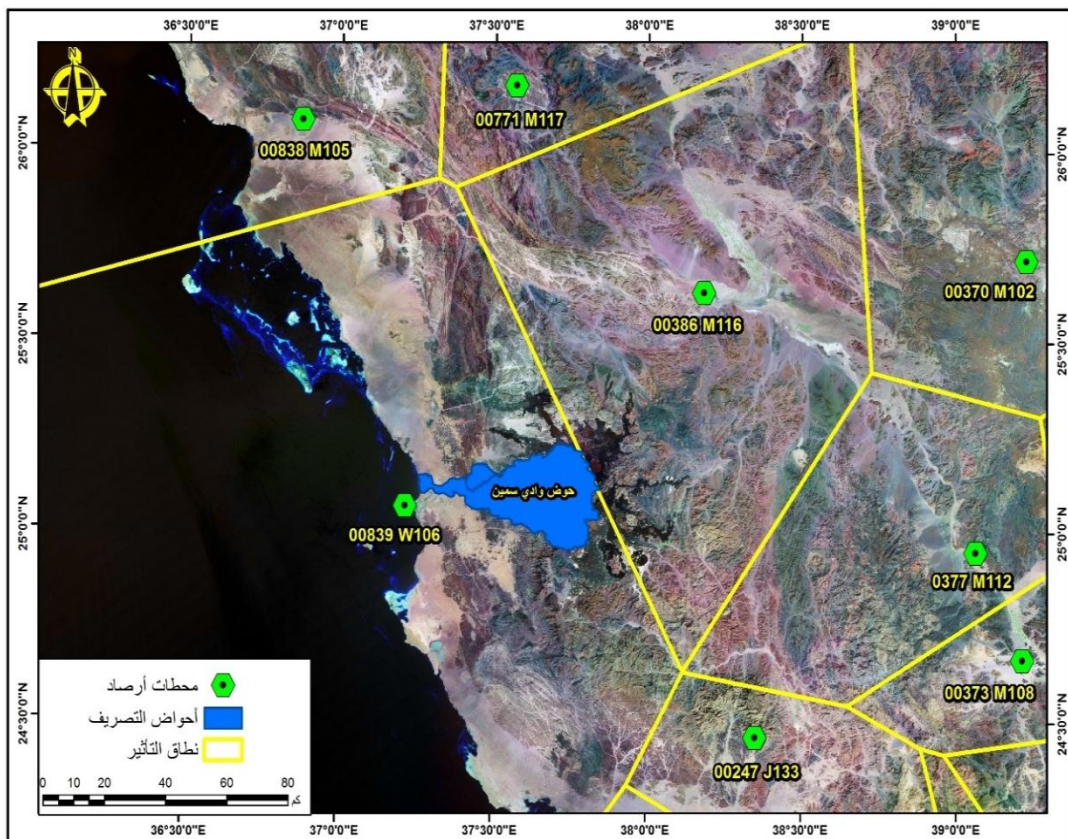 36°30'0"E
37°0'0"E
37°30'0"E
38°0'0"E
38°30'0"E
39°0'0"E
N
00771 M117
00838 M105
26°0'0"N
26°0'0"N
00370 M102
00386 M116
25°30'0"N
25°30'0"N
حوض وادي سمين
00839 W106
25°0'0"N
25°0'0"N
0377 M112
00373 M108
24°30'0"N
24°30'0"N
00247 J133
محطات أرصاد
أحواض التصريف
نطاق التأثير
0 10 20 40 60 80
كم
36°30'0"E
37°0'0"E
37°30'0"E
38°0'0"E
38°30'0"E
39°0'0"E